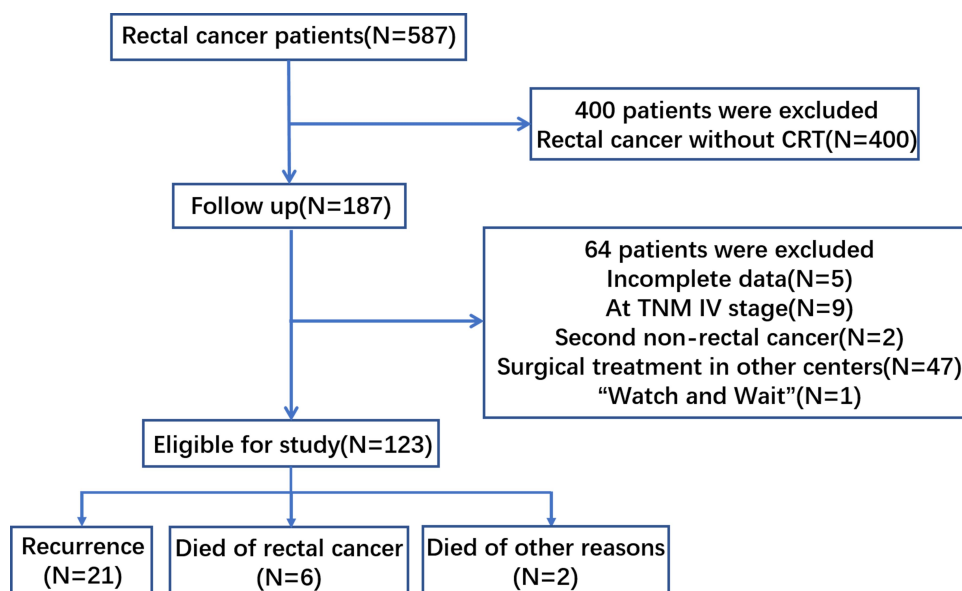 Rectal cancer patients(N=587)
400 patients were excluded
Rectal cancer without CRT(N=400)
Follow up(N=187)
64 patients were excluded
Incomplete data(N=5)
At TNM IV stage(N=9)
Second non-rectal cancer(N=2)
Surgical treatment in other centers(N=47)
“Watch and Wait”(N=1)
Eligible for study(N=123)
Recurrence
(N=21)
Died of rectal cancer
(N=6)
Died of other reasons
(N=2)